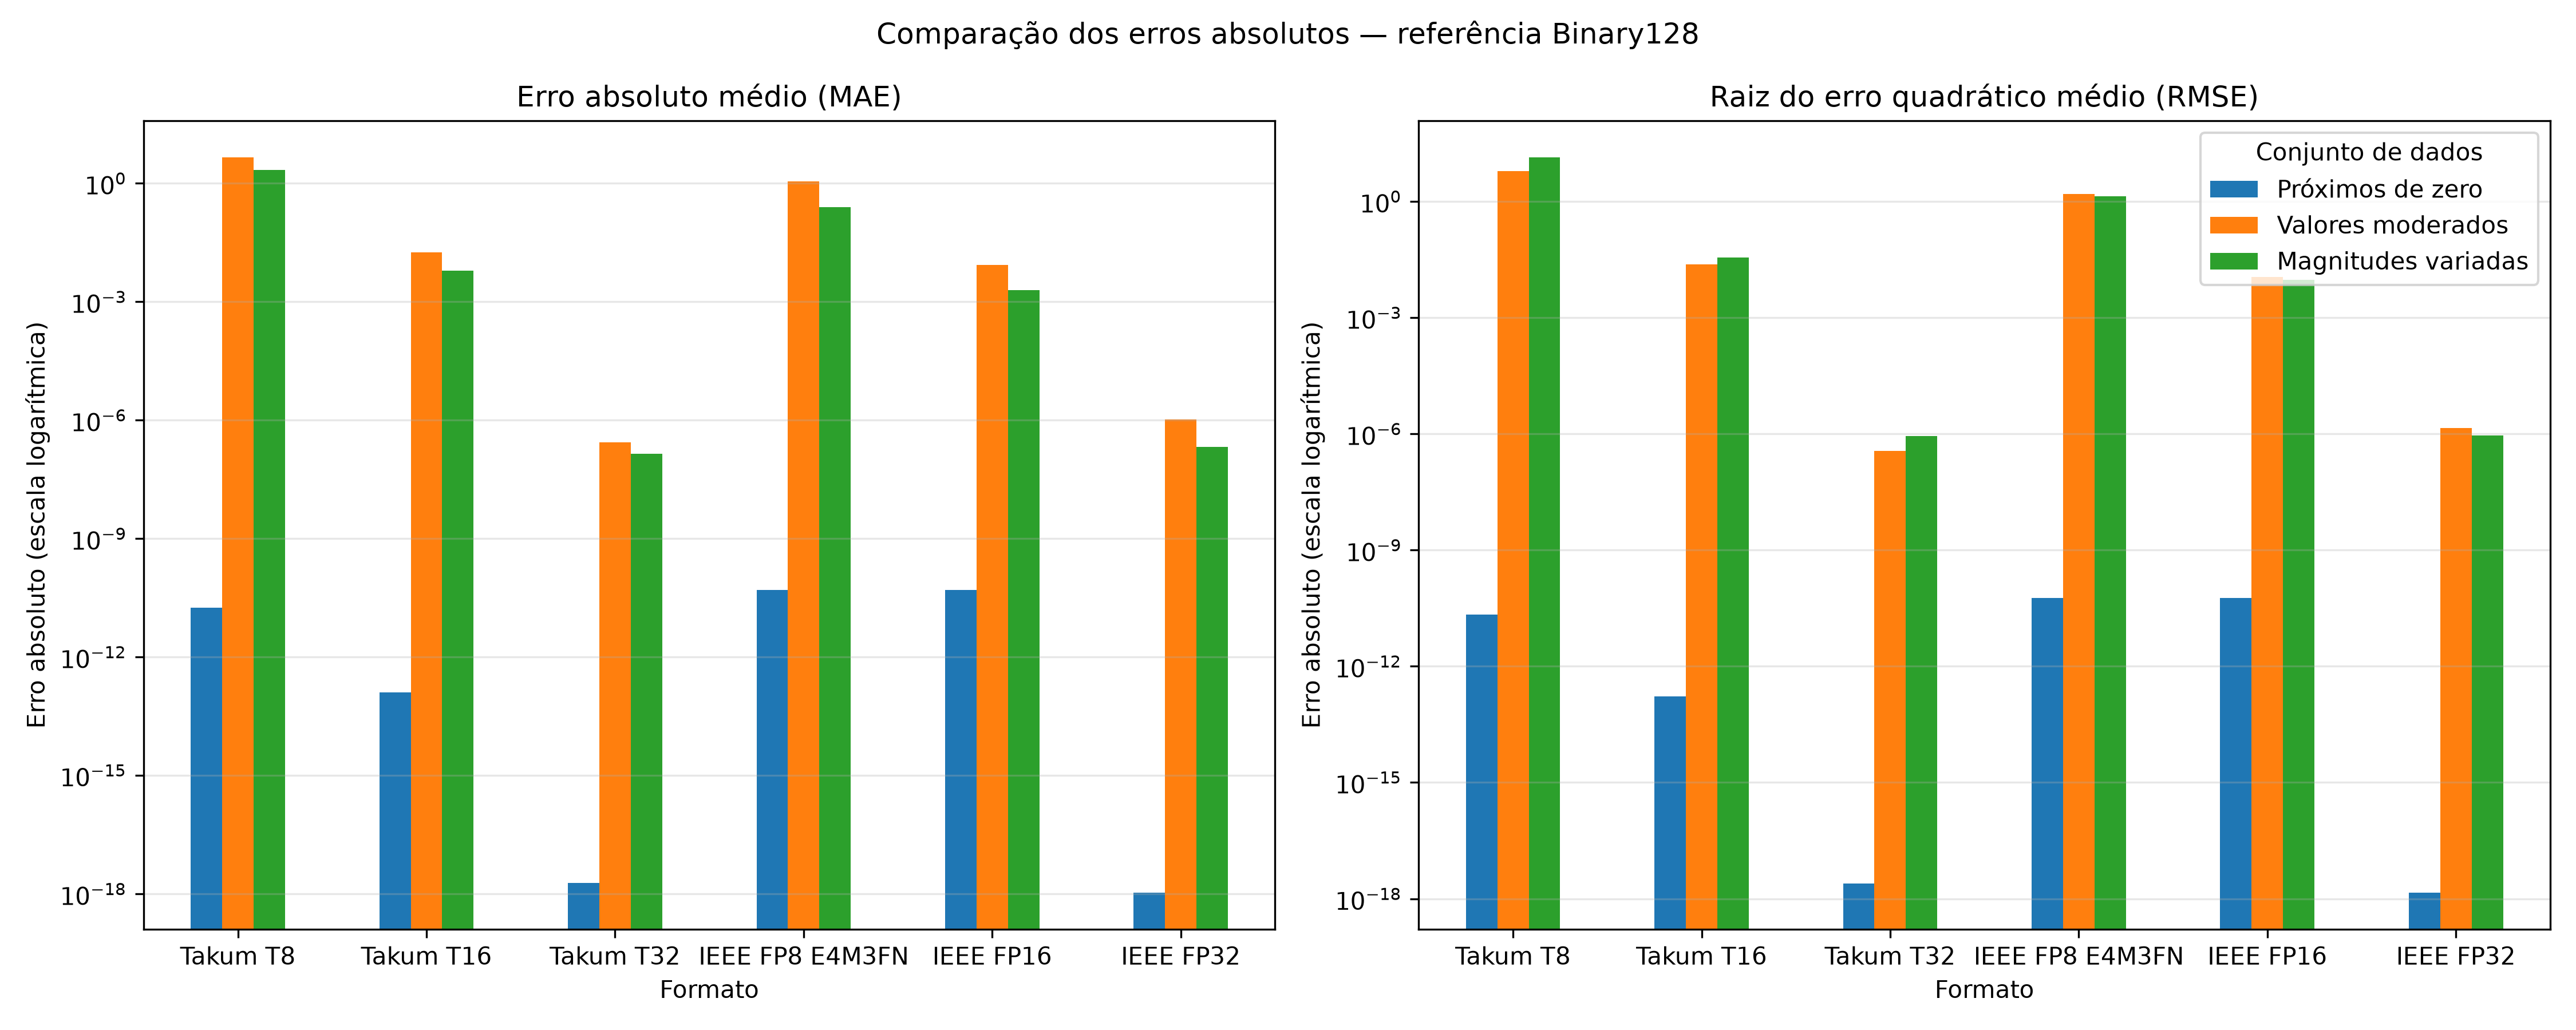 Comparação dos erros absolutos — referência Binary128
Erro absoluto médio (MAE)
Erro absoluto (escala logarítmica)
10⁰
10⁻³
10⁻⁶
10⁻⁹
10⁻¹²
10⁻¹⁵
10⁻¹⁸
Takum T8 Takum T16 Takum T32 IEEE FP8 E4M3FN IEEE FP16 IEEE FP32
Formato
Raiz do erro quadrático médio (RMSE)
Conjunto de dados
Próximos de zero
Valores moderados
Magnitudes variadas
Erro absoluto (escala logarítmica)
10⁰
10⁻³
10⁻⁶
10⁻⁹
10⁻¹²
10⁻¹⁵
10⁻¹⁸
Takum T8 Takum T16 Takum T32 IEEE FP8 E4M3FN IEEE FP16 IEEE FP32
Formato